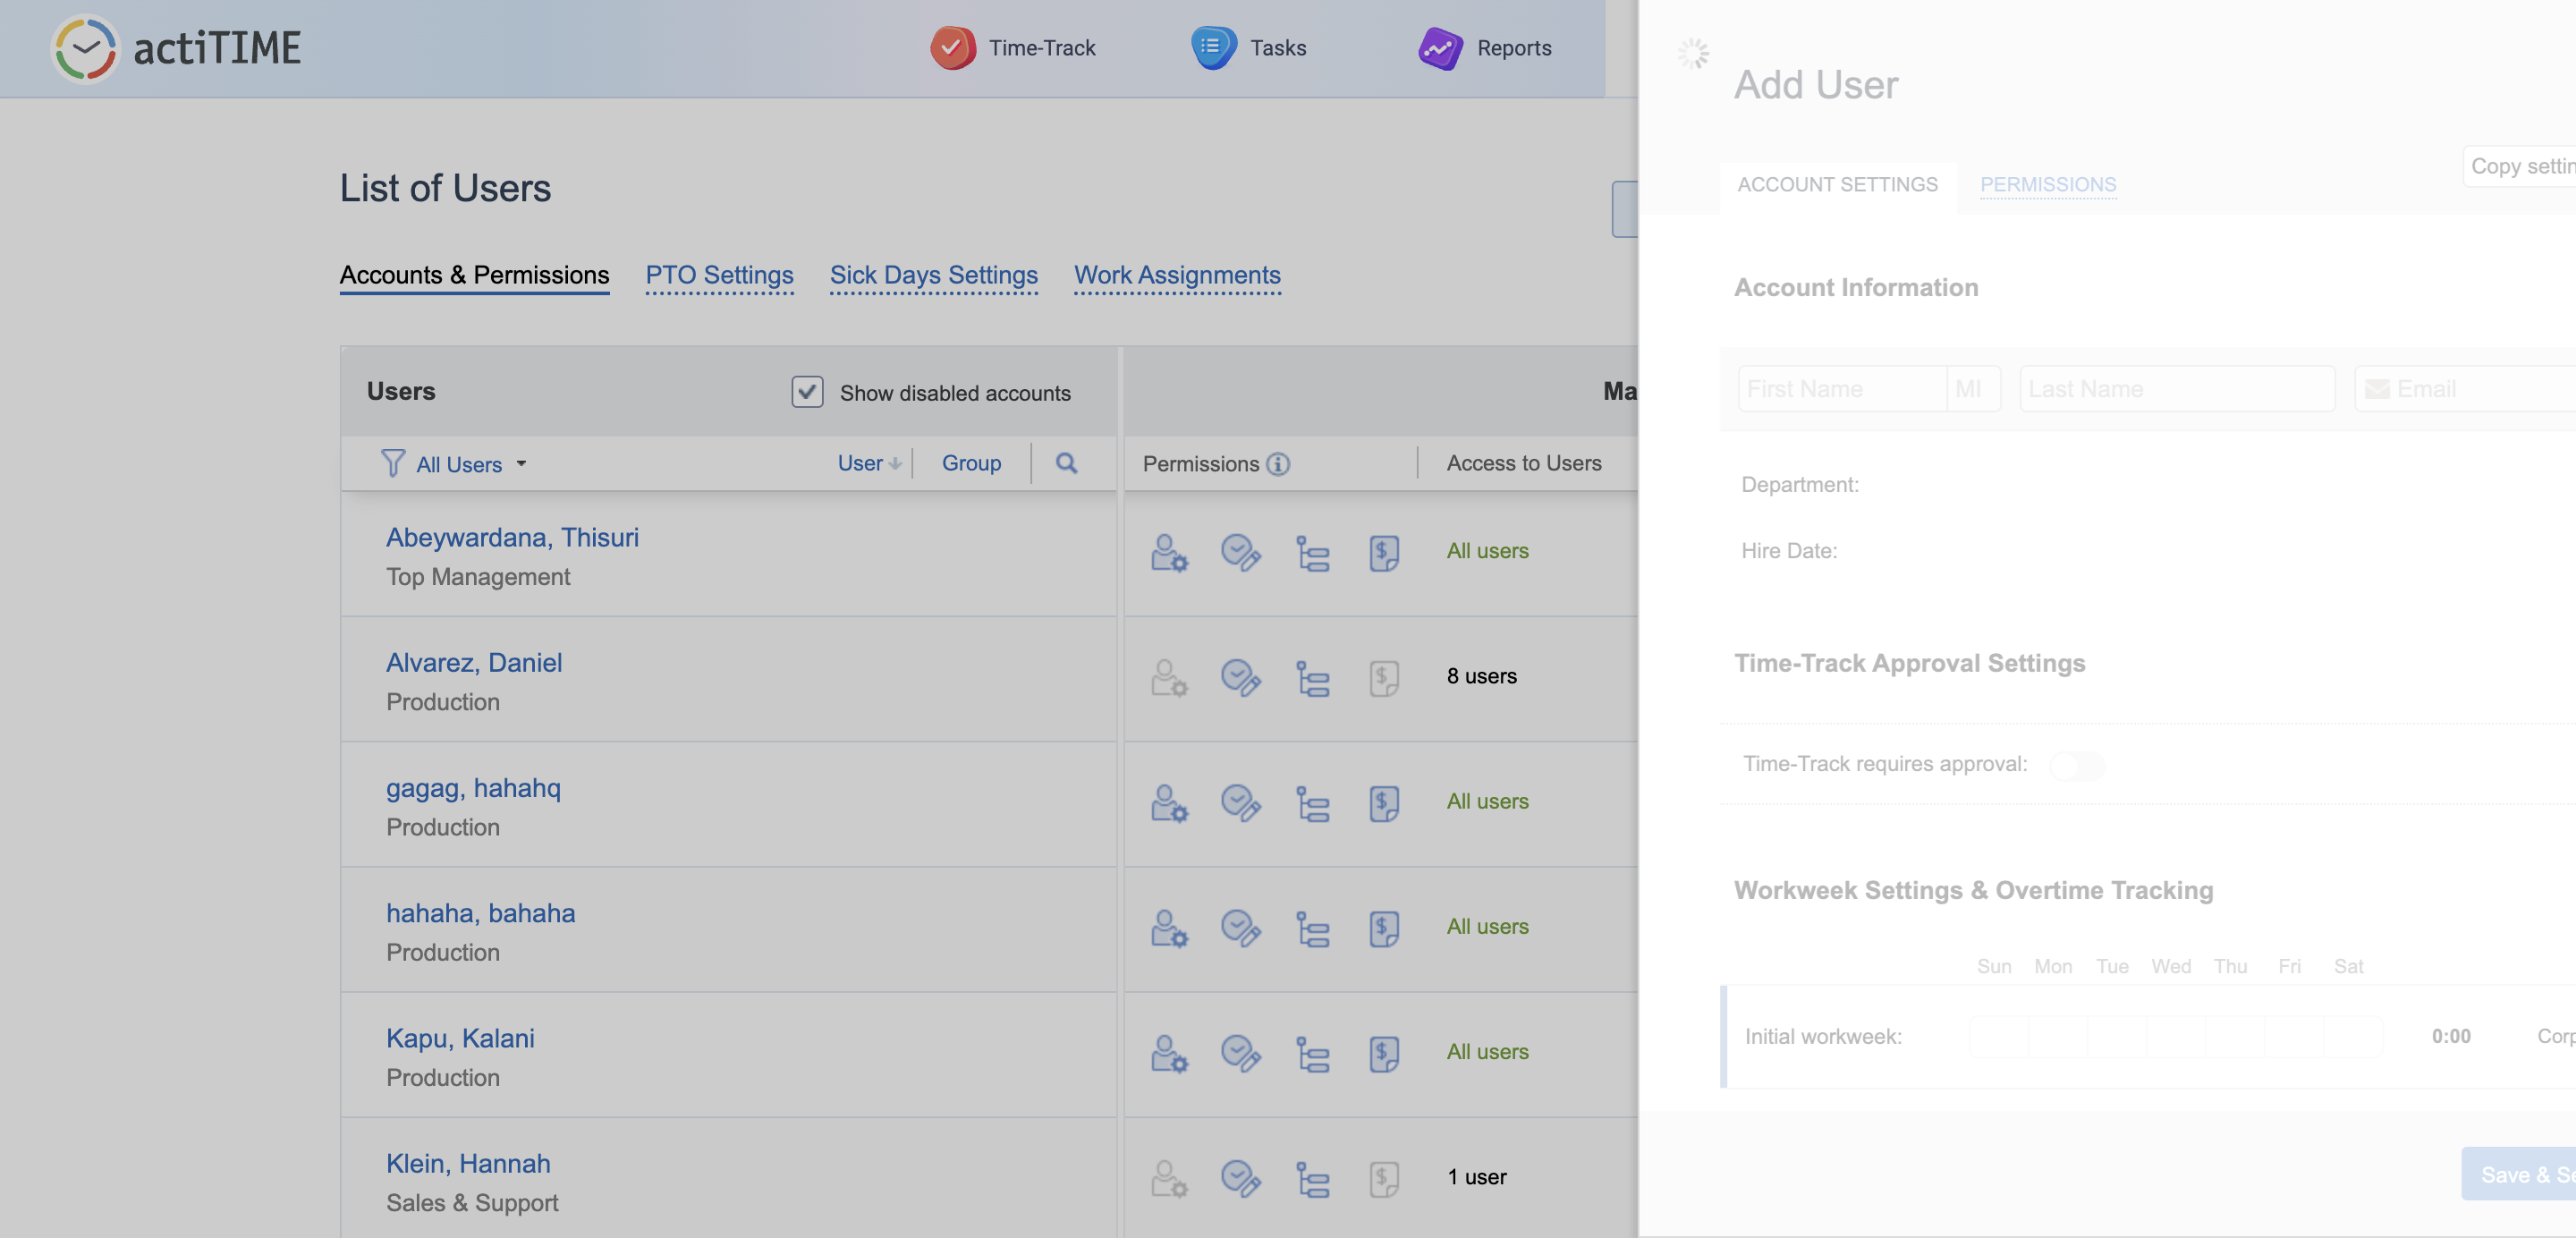 actiTIME
Time-Track
Tasks
Reports
List of Users
Accounts & Permissions
PTO Settings
Sick Days Settings
Work Assignments
Users
Show disabled accounts
Ma
All Users
User
Group
Permissions
Access to Users
Abeywardana, Thisuri
Top Management
All users
Alvarez, Daniel
Production
8 users
gagag, hahahq
Production
All users
hahaha, bahaha
Production
All users
Kapu, Kalani
Production
All users
Klein, Hannah
Sales & Support
1 user
Add User
Copy settin
ACCOUNT SETTINGS
PERMISSIONS
Account Information
First Name
MI
Last Name
Email
Department:
Hire Date:
Time-Track Approval Settings
Time-Track requires approval:
Workweek Settings & Overtime Tracking
Sun Mon Tue Wed Thu Fri Sat
Initial workweek:
0:00
Corp
Save & Se